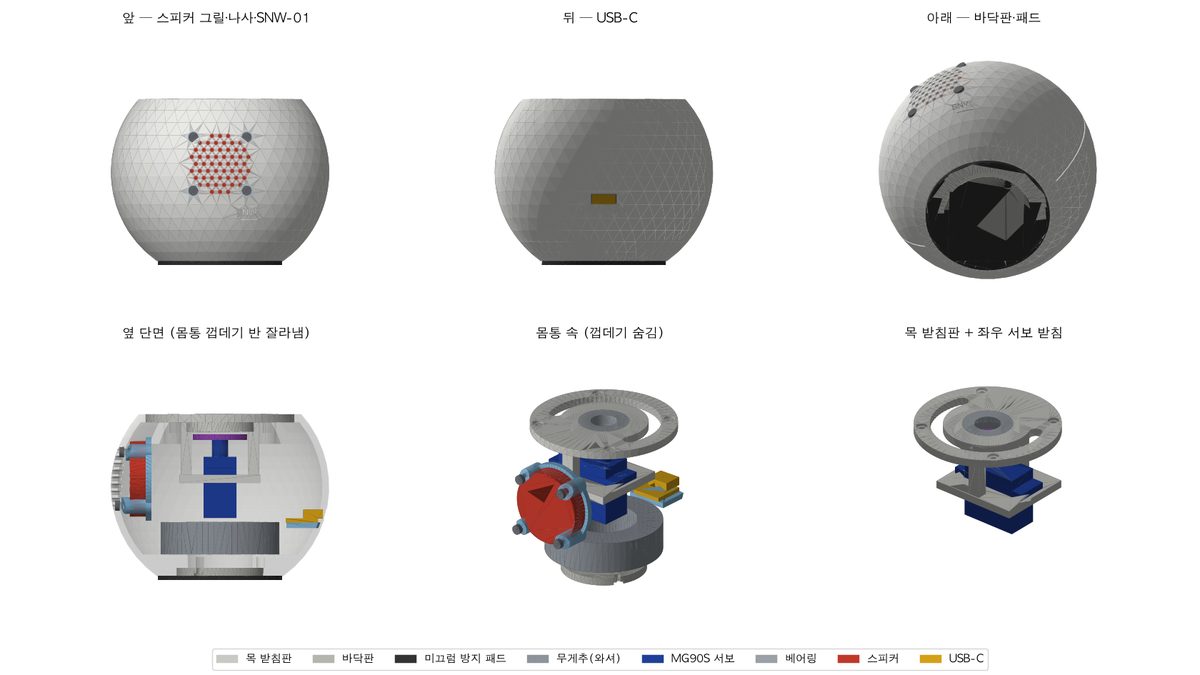 앞 — 스피커 그릴·나사·SNW-01
뒤 — USB-C
아래 — 바닥판·패드
옆 단면 (몸통 껍데기 반 잘라냄)
몸통 속 (껍데기 숨김)
목 받침판 + 좌우 서보 받침
목 받침판
바닥판
미끄럼 방지 패드
무게추(와셔)
MG90S 서보
베어링
스피커
USB-C